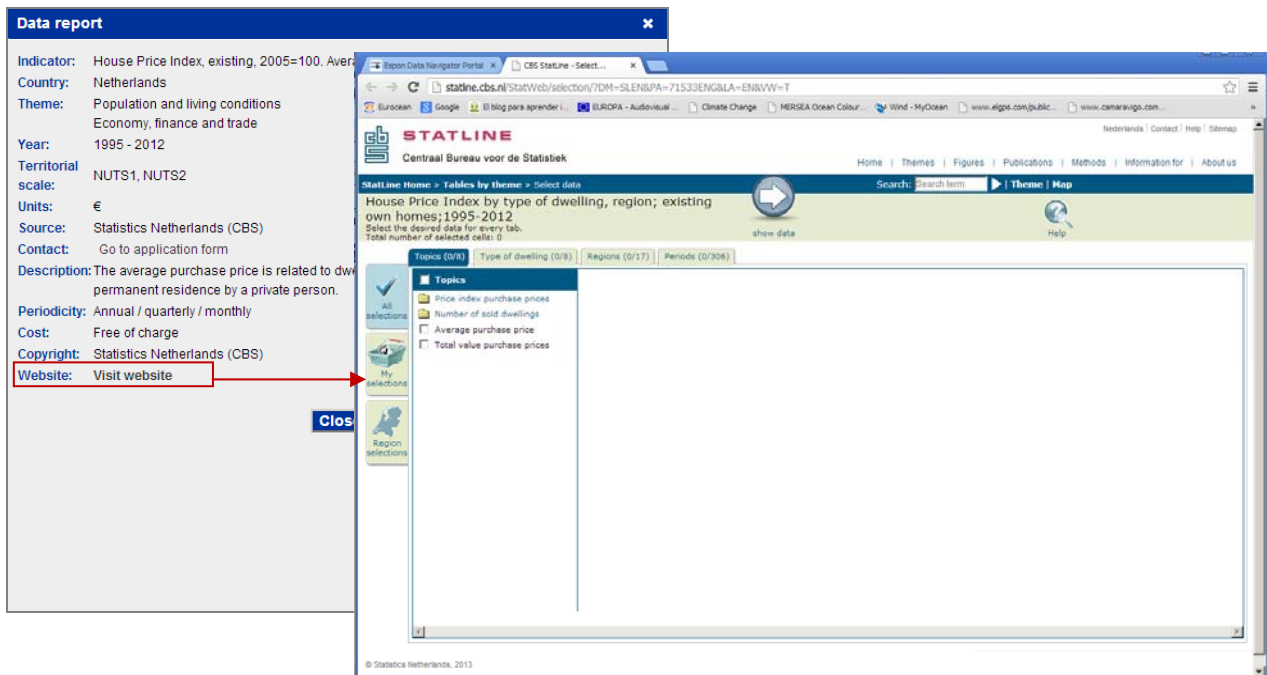 Data report
Indicator: House Price Index, existing, 2005=100. Avera
Country: Netherlands
Theme: Population and living conditions
Economy, finance and trade
Year: 1995 - 2012
Territorial scale: NUTS1, NUTS2
Units: €
Source: Statistics Netherlands (CBS)
Contact: Go to application form
Description: The average purchase price is related to dwe
permanent residence by a private person.
Periodicity: Annual / quarterly / monthly
Cost: Free of charge
Copyright: Statistics Netherlands (CBS)
Website: Visit website
Clos
Espon Data Navigator Portal
CBS StatLine - Select...
statline.cbs.nl/StatWeb/selection/?DM=SLEN&PA=71533ENG&LA=EN&VW=T
Eurocean Google El blog para aprender i... EUROPA - Audiovisual ... Climate Change MERSEA Ocean Colour... Wind - MyOcean www.eigps.com/public... www.camaravigo.com...
Nederlands | Contact | Help | Sitemap
cb
STATLINE
Centraal Bureau voor de Statistiek
Home | Themes | Figures | Publications | Methods | Information for | About us
StatLine Home > Tables by theme > Select data
Search: Search term | Theme | Map
House Price Index by type of dwelling, region; existing
own homes;1995-2012
Select the desired data for every tab.
Total number of selected cells: 0
show data
Help
Topics (0/8) Type of dwelling (0/8) Regions (0/17) Periods (0/306)
All
selections
My
selections
Region
selections
Topics
Price index purchase prices
Number of sold dwellings
Average purchase price
Total value purchase prices
© Statistics Netherlands, 2013